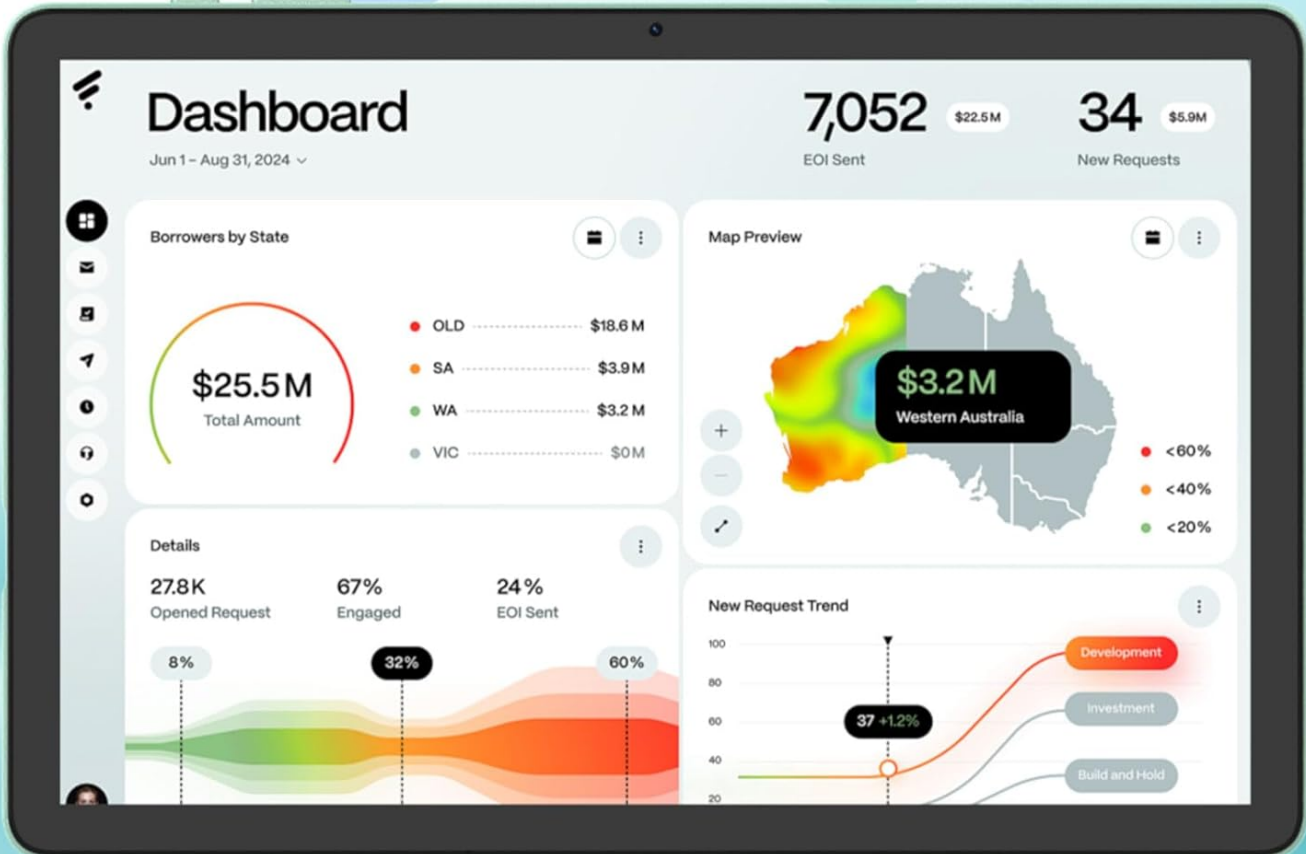 Dashboard
Jun 1 – Aug 31, 2024
7,052 $22.5M
EOI Sent
34 $5.9M
New Requests
Borrowers by State
$25.5M
Total Amount
OLD $18.6M
SA $3.9M
WA $3.2M
VIC $0M
Map Preview
$3.2M
Western Australia
<60%
<40%
<20%
Details
27.8K
Opened Request
67%
Engaged
24%
EOI Sent
8%
32%
60%
New Request Trend
100
80
60
40
20
37 +1.2%
Development
Investment
Build and Hold